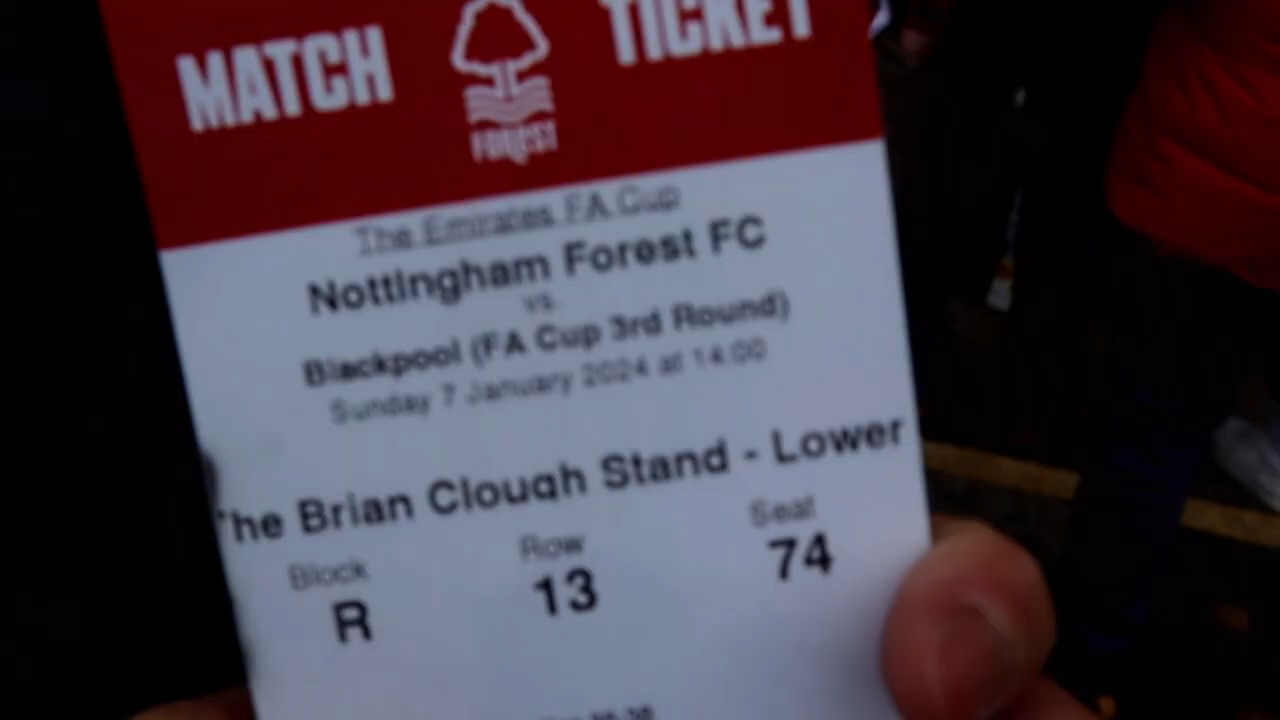 MATCH TICKET
FOREST
The Emirates FA Cup
Nottingham Forest FC
vs.
Blackpool (FA Cup 3rd Round)
Sunday 7 January 2024 at 14:00
The Brian Clough Stand - Lower
Block Row Seat
R 13 74